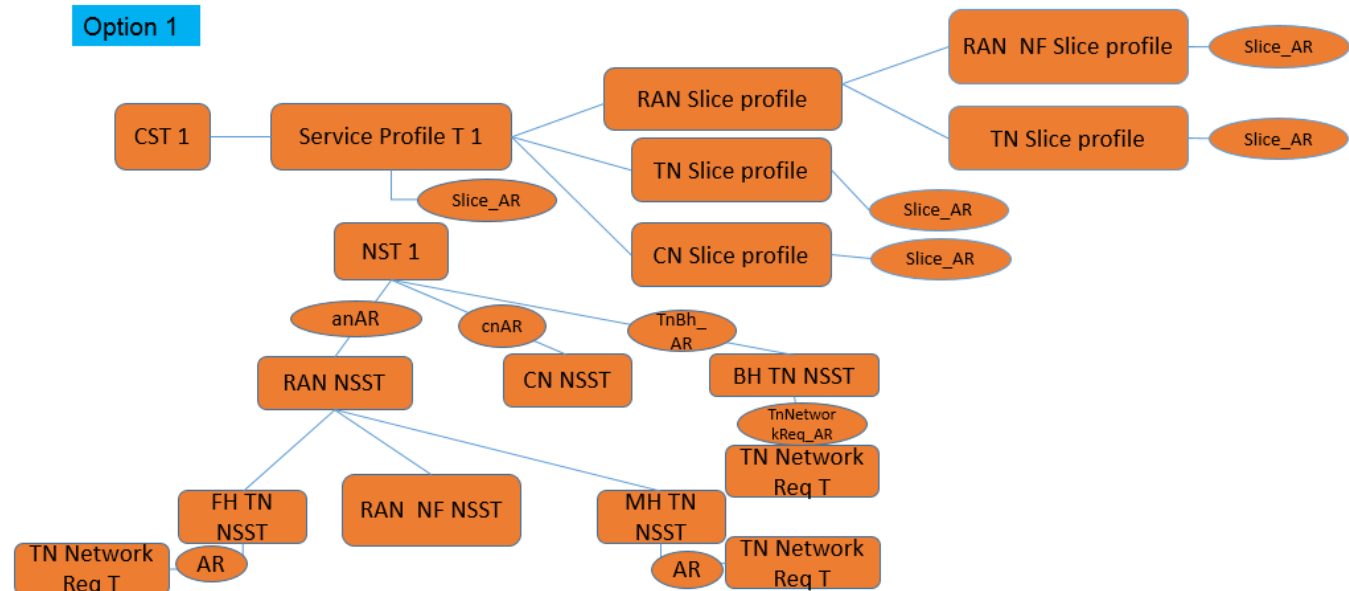 Option 1
RAN NF Slice profile
Slice_AR
RAN Slice profile
CST 1
Service Profile T 1
TN Slice profile
Slice_AR
TN Slice profile
Slice_AR
Slice_AR
NST 1
CN Slice profile
Slice_AR
anAR
cnAR
TnBh_
AR
RAN NSST
CN NSST
BH TN NSST
TnNetwor
kReq_AR
TN Network
Req T
FH TN
NSST
RAN NF NSST
MH TN
NSST
TN Network
Req T
AR
AR
TN Network
Req T